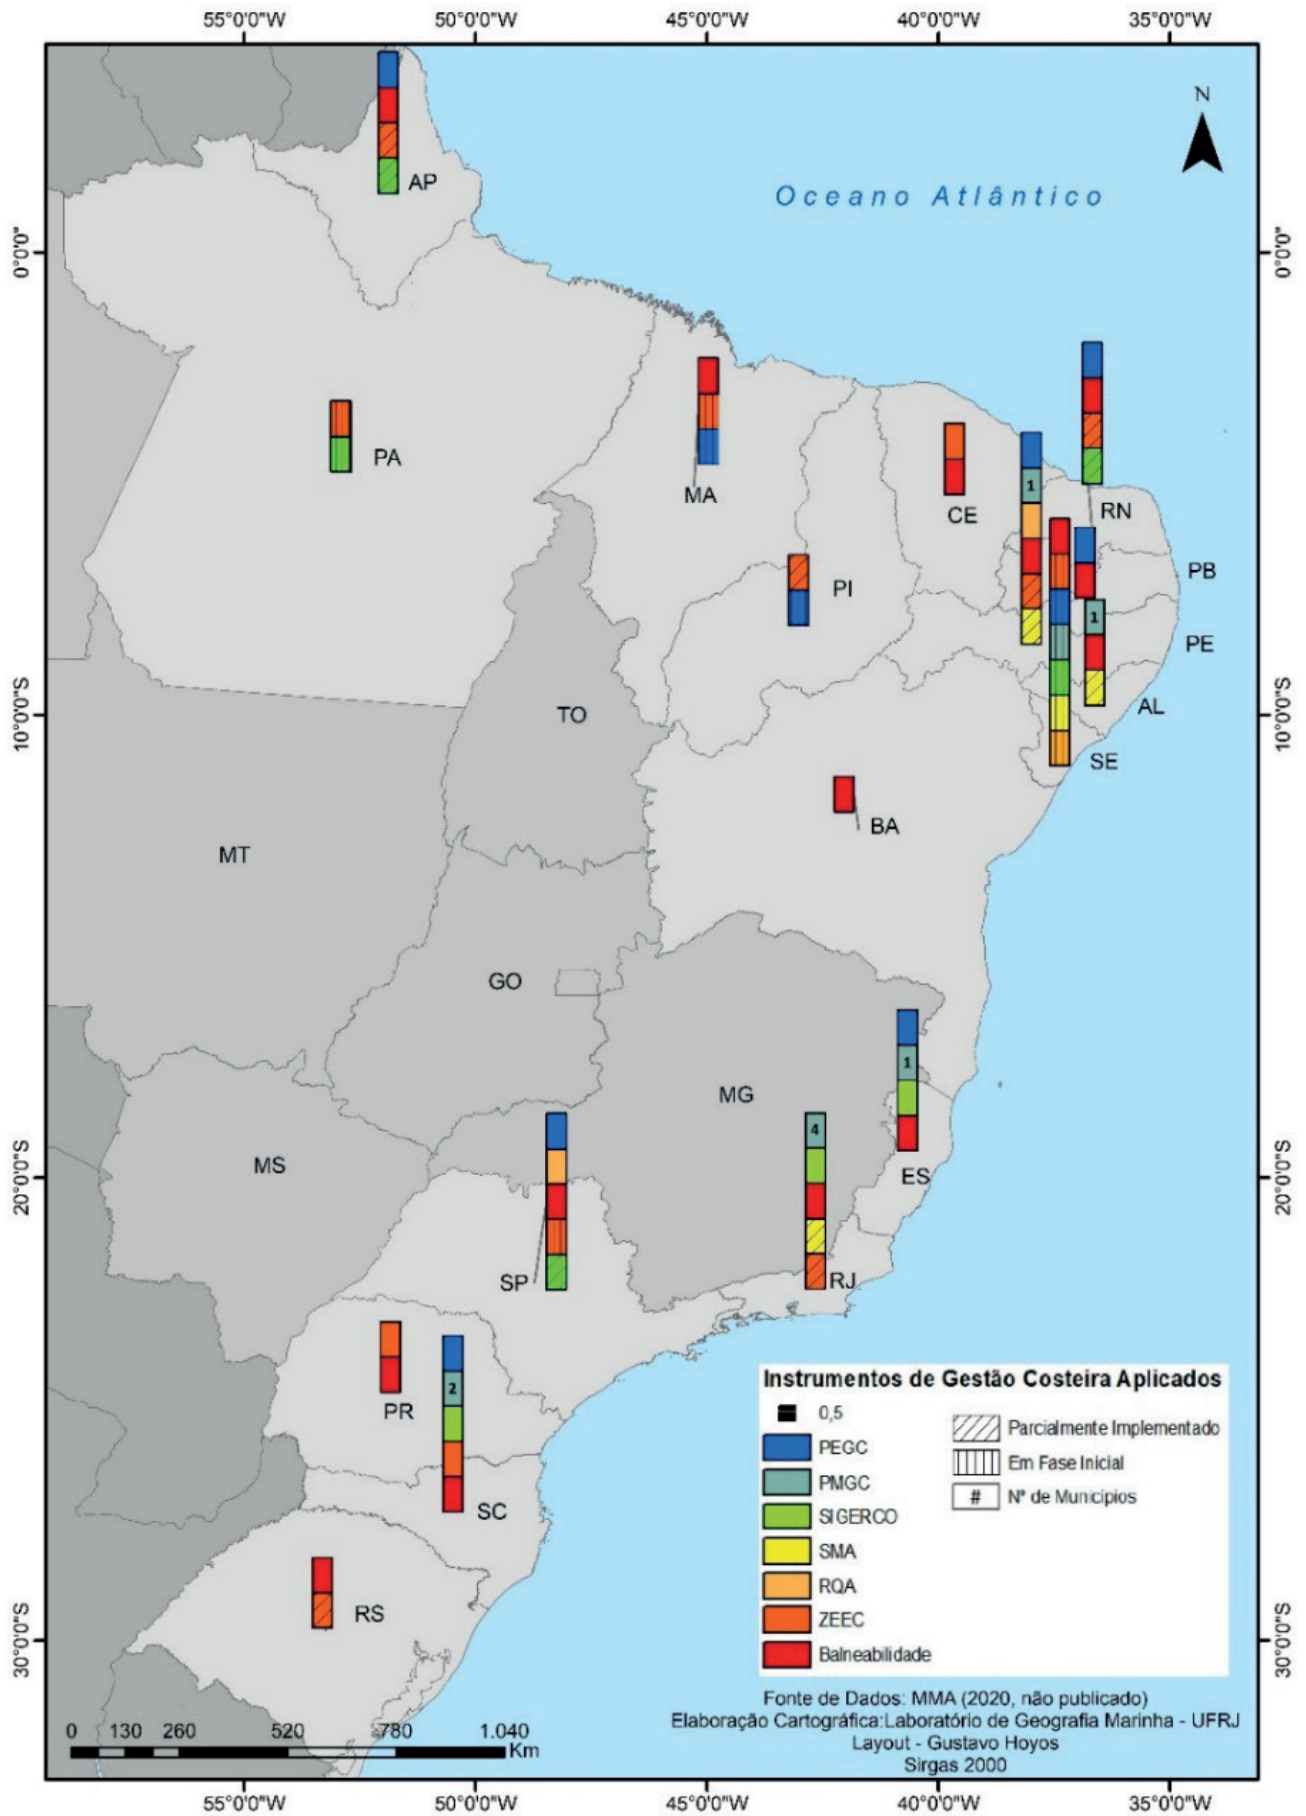 55°0'0"W 50°0'0"W 45°0'0"W 40°0'0"W 35°0'0"W
N
AP
Oceano Atlântico
0°0'0"
0°0'0"
PA
MA
CE
1
RN
PI
PB
1
PE
AL
10°0'0"S
10°0'0"S
TO
SE
BA
MT
GO
1
MG
4
MS
ES
20°0'0"S
20°0'0"S
SP
RJ
2
PR
SC
RS
30°0'0"S
30°0'0"S
Instrumentos de Gestão Costeira Aplicados
0,5
PEGC
PMGC
SIGERCO
SMA
RQA
ZEEC
Balneabilidade
Parcialmente Implementado
Em Fase Inicial
# Nº de Municípios
Fonte de Dados: MMA (2020, não publicado)
Elaboração Cartográfica:Laboratório de Geografia Marinha - UFRJ
Layout - Gustavo Hoyos
Sirgas 2000
0 130 260 520 780 1.040
Km
55°0'0"W 50°0'0"W 45°0'0"W 40°0'0"W 35°0'0"W